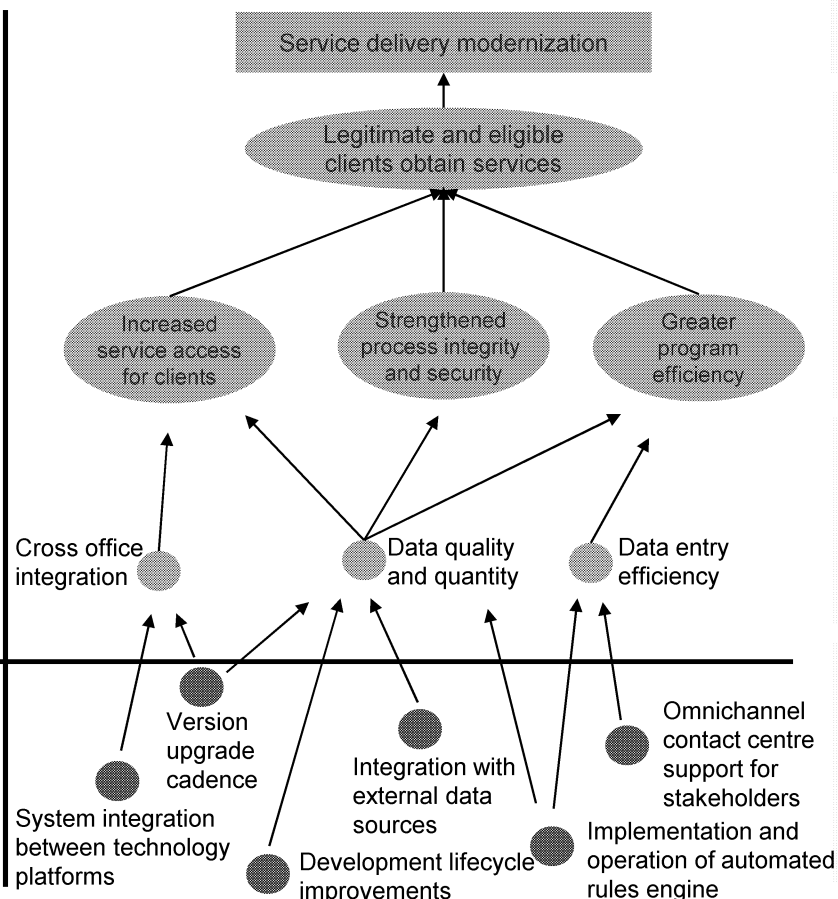 Service delivery modernization
Legitimate and eligible
clients obtain services
Increased
service access
for clients
Strengthened
process integrity
and security
Greater
program
efficiency
Cross office
integration
Data quality
and quantity
Data entry
efficiency
Version
upgrade
cadence
Omnichannel
contact centre
support for
stakeholders
Integration with
external data
sources
System integration
between technology
platforms
Development lifecycle
improvements
Implementation and
operation of automated
rules engine